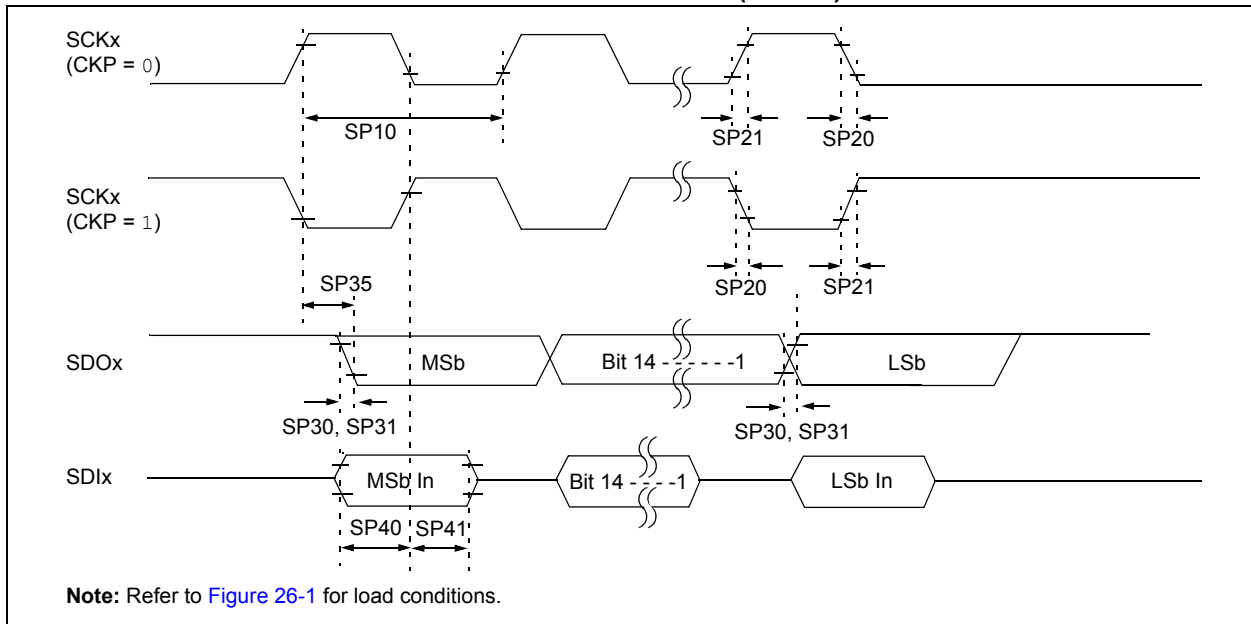 SCKx
(CKP = 0)
SP10
SP21
SP20
SCKx
(CKP = 1)
SP35
SP20
SP21
SDOx
MSb
Bit 14 - - - - - -1
LSb
SP30, SP31
SP30, SP31
SDIx
MSb In
Bit 14 - - - -1
LSb In
SP40
SP41
Note: Refer to Figure 26-1 for load conditions.